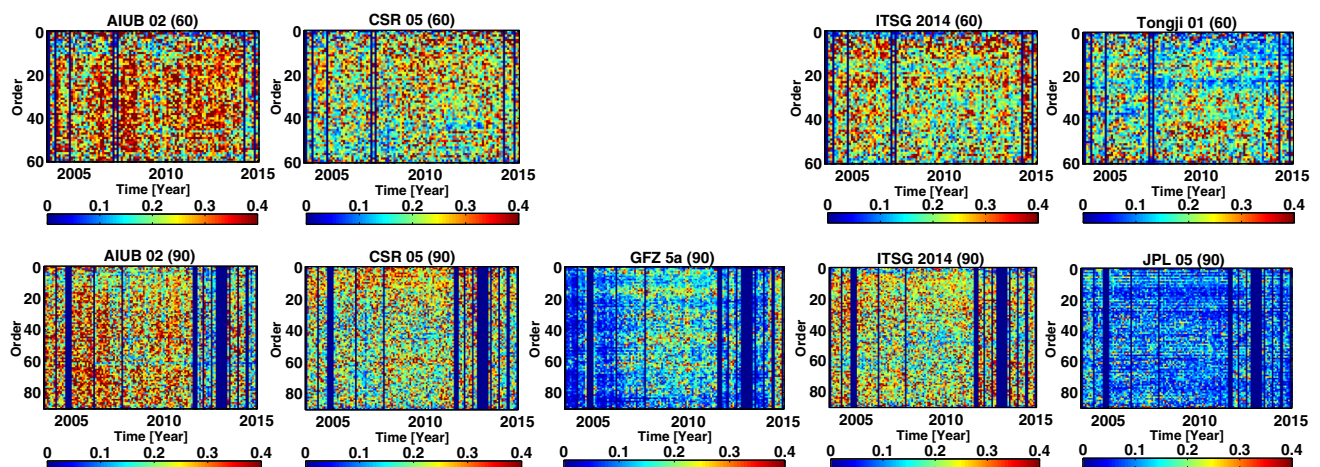 AIUB 02 (60) CSR 05 (60) ITSG 2014 (60) Tongji 01 (60)
0 0 0 0
20 20 20 20
Order Order Order Order
40 40 40 40
60 60 60 60
2005 2010 2015 2005 2010 2015 2005 2010 2015 2005 2010 2015
Time [Year] Time [Year] Time [Year] Time [Year]
0 0.1 0.2 0.3 0.4 0 0.1 0.2 0.3 0.4 0 0.1 0.2 0.3 0.4 0 0.1 0.2 0.3 0.4
AIUB 02 (90) CSR 05 (90) GFZ 5a (90) ITSG 2014 (90) JPL 05 (90)
0 0 0 0 0
20 20 20 20 20
40 40 40 40 40
Order Order Order Order Order
60 60 60 60 60
80 80 80 80 80
2005 2010 2015 2005 2010 2015 2005 2010 2015 2005 2010 2015 2005 2010 2015
Time [Year] Time [Year] Time [Year] Time [Year] Time [Year]
0 0.1 0.2 0.3 0.4 0 0.1 0.2 0.3 0.4 0 0.1 0.2 0.3 0.4 0 0.1 0.2 0.3 0.4 0 0.1 0.2 0.3 0.4